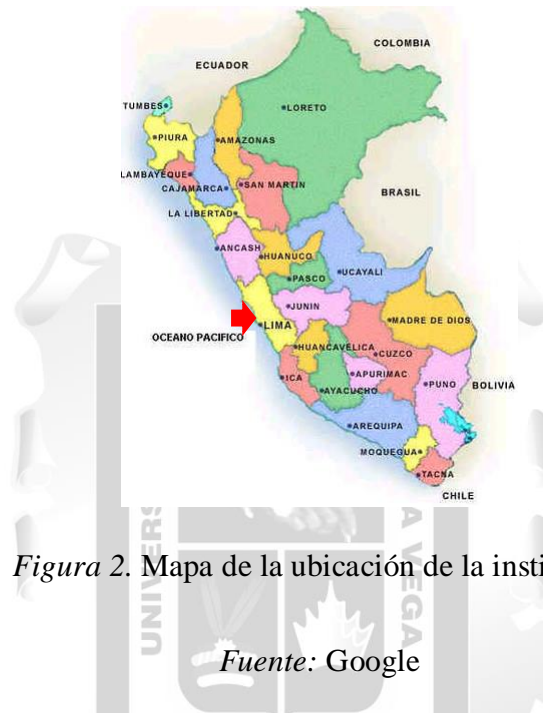 COLOMBIA
ECUADOR
TUMBES
LORETO
PIURA
AMAZONAS
LAMBAYEQUE
SAN MARTIN
CAJAMARCA
BRASIL
LA LIBERTAD
ANCASH
HUANUCO
UCAYALI
PASCO
JUNIN
MADRE DE DIOS
LIMA
OCEANO PACIFICO
HUANCAVELICA
CUZCO
ICA
APURIMAC
PUNO
BOLIVIA
AYACUCHO
AREQUIPA
MOQUEGUA
TACNA
CHILE
Figura 2. Mapa de la ubicación de la insti
UNIVERS
A VEGA
Fuente: Google